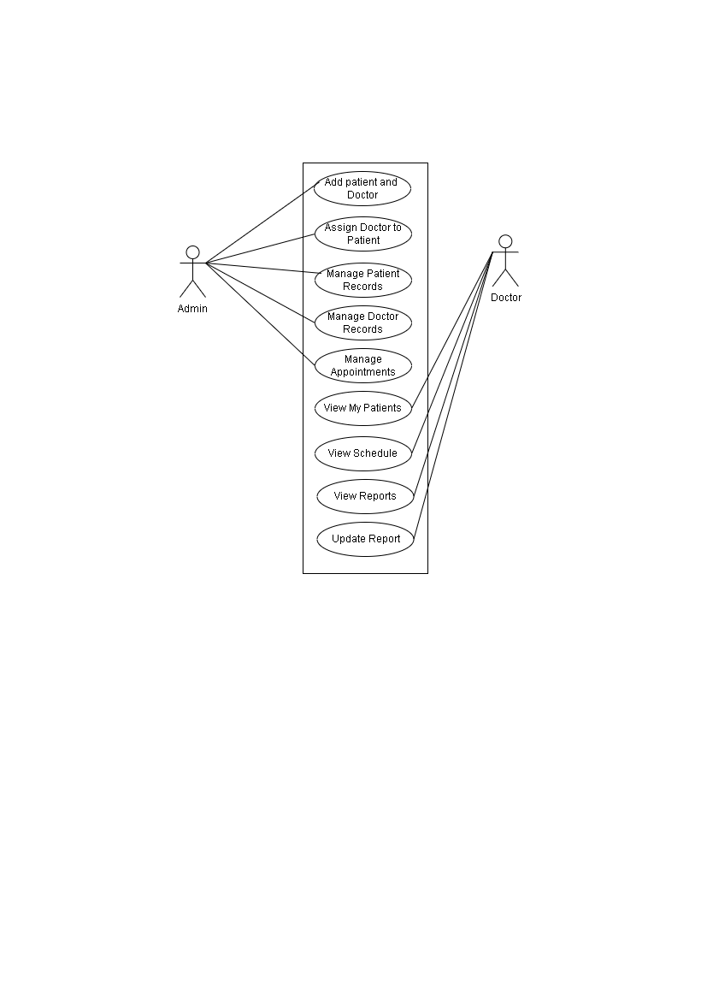 Add patient and
Doctor
Assign Doctor to
Patient
Manage Patient
Records
Admin
Doctor
Manage Doctor
Records
Manage
Appointments
View My Patients
View Schedule
View Reports
Update Report